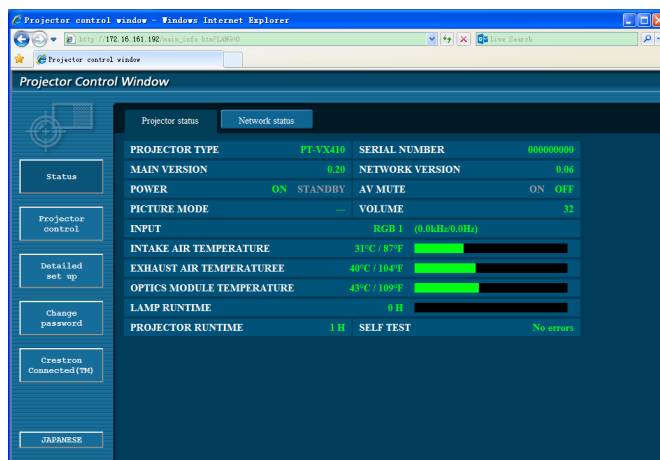 Projector control window - Windows Internet Explorer
http://172.16.161.192/main_info.htm?LANG=0
Live Search
Projector control window
Projector Control Window
Projector status Network status
PROJECTOR TYPE PT-VX410 SERIAL NUMBER 000000000
MAIN VERSION 0.20 NETWORK VERSION 0.06
POWER ON STANDBY AV MUTE ON OFF
PICTURE MODE — VOLUME 32
INPUT RGB 1 (0.0kHz/0.0Hz)
INTAKE AIR TEMPERATURE 31°C / 87°F
EXHAUST AIR TEMPERATUREE 40°C / 104°F
OPTICS MODULE TEMPERATURE 43°C / 109°F
LAMP RUNTIME 0 H
PROJECTOR RUNTIME 1 H SELF TEST No errors
Status
Projector
control
Detailed
set up
Change
password
Crestron
Connected(TM)
JAPANESE